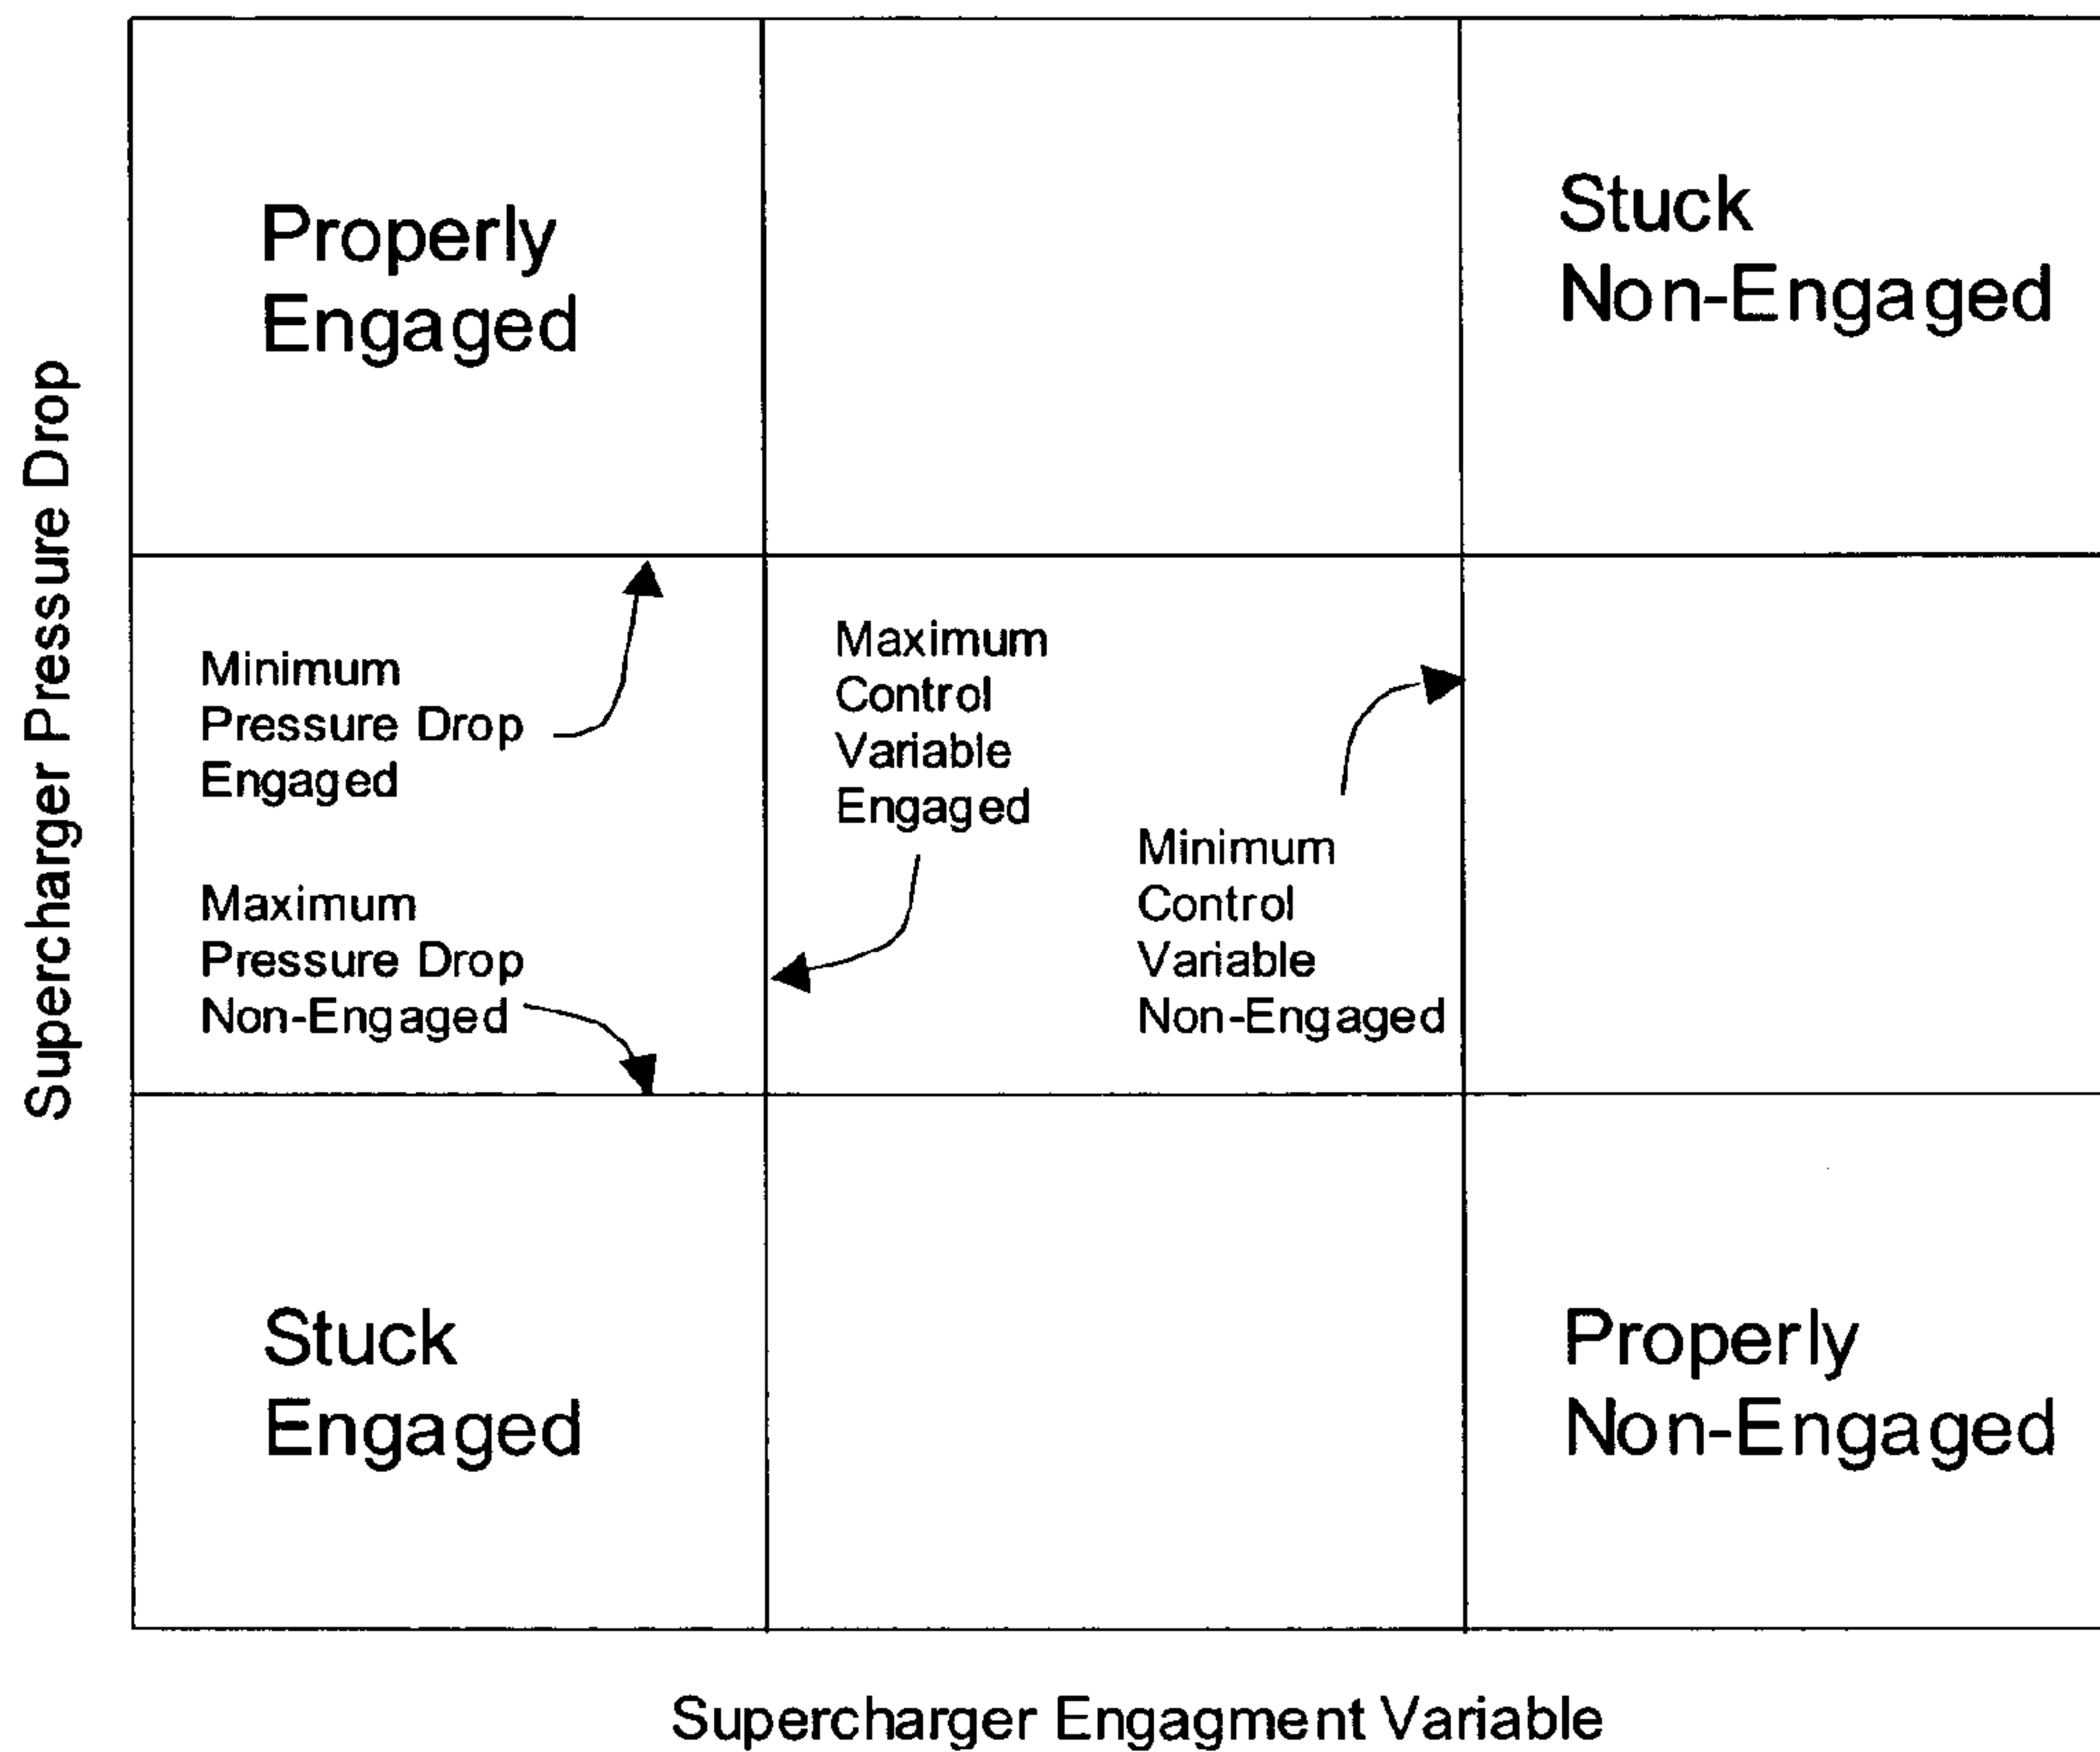 Properly
Engaged
Stuck
Non-Engaged
Supercharger Pressure Drop
Minimum
Pressure Drop
Engaged
Maximum
Pressure Drop
Non-Engaged
Maximum
Control
Variable
Engaged
Minimum
Control
Variable
Non-Engaged
Stuck
Engaged
Properly
Non-Engaged
Supercharger Engagment Variable